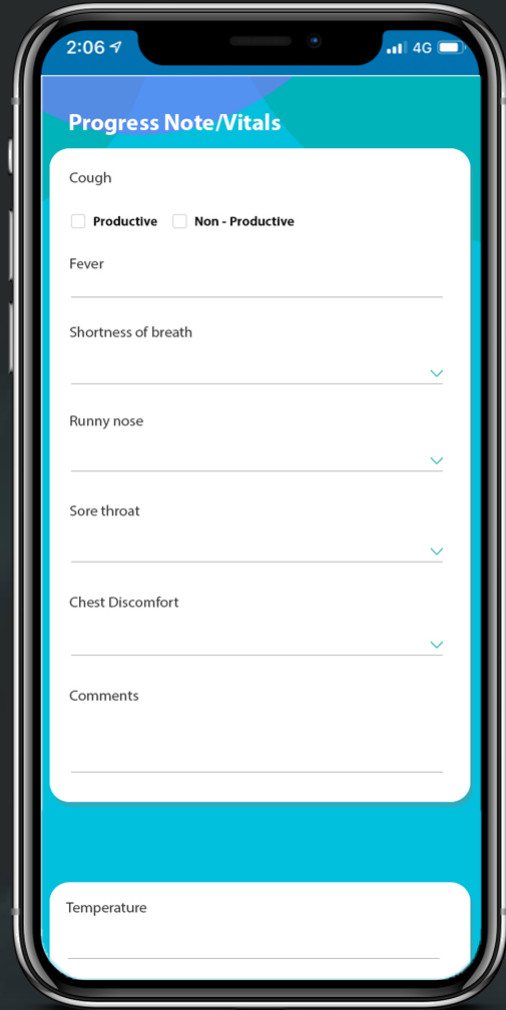 2:06 4G
Progress Note/Vitals
Cough
Productive Non - Productive
Fever
Shortness of breath
Runny nose
Sore throat
Chest Discomfort
Comments
Temperature